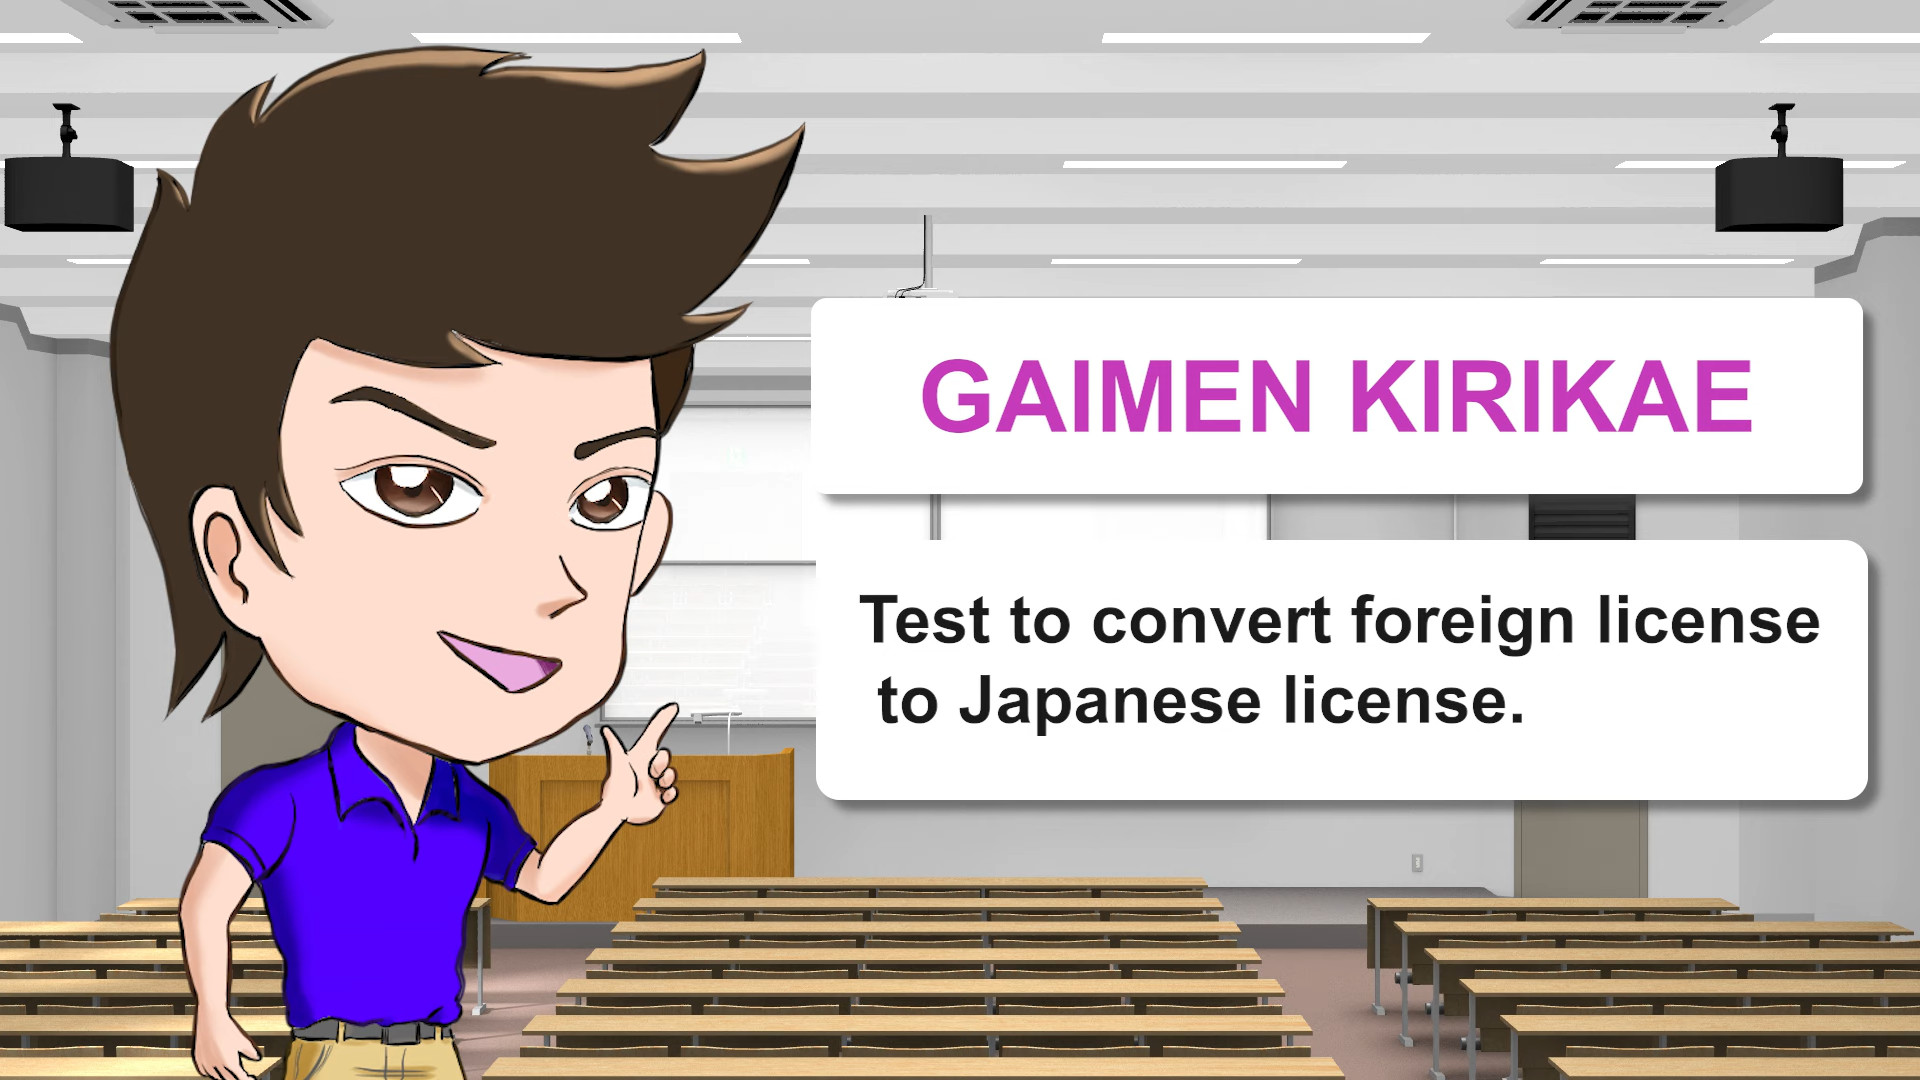 GAIMEN KIRIKAE
Test to convert foreign license
to Japanese license.